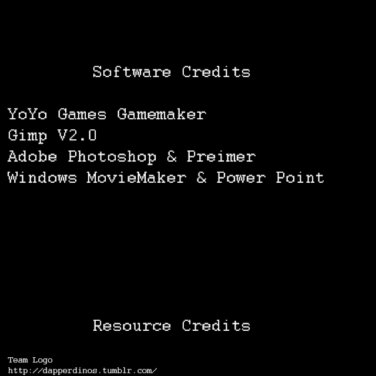 Software Credits
YoYo Games Gamemaker
Gimp V2.0
Adobe Photoshop & Preimer
Windows MovieMaker & Power Point
Resource Credits
Team Logo
http://dapperdinos.tumblr.com/